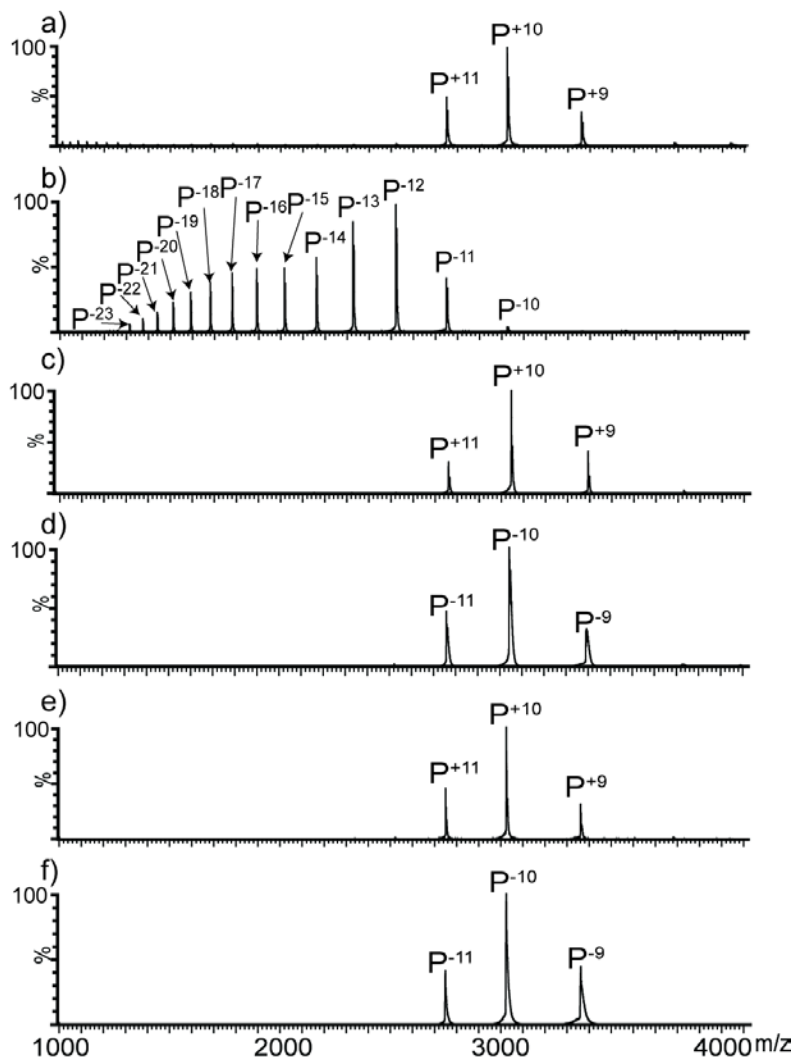 a)
100
%
P+11
P+10
P+9
b)
100
%
P-23
P-22
P-21
P-20
P-19
P-18
P-17
P-16
P-15
P-14
P-13
P-12
P-11
P-10
c)
100
%
P+11
P+10
P+9
d)
100
%
P-11
P-10
P-9
e)
100
%
P+11
P+10
P+9
f)
100
%
P-11
P-10
P-9
1000 2000 3000 4000 m/z